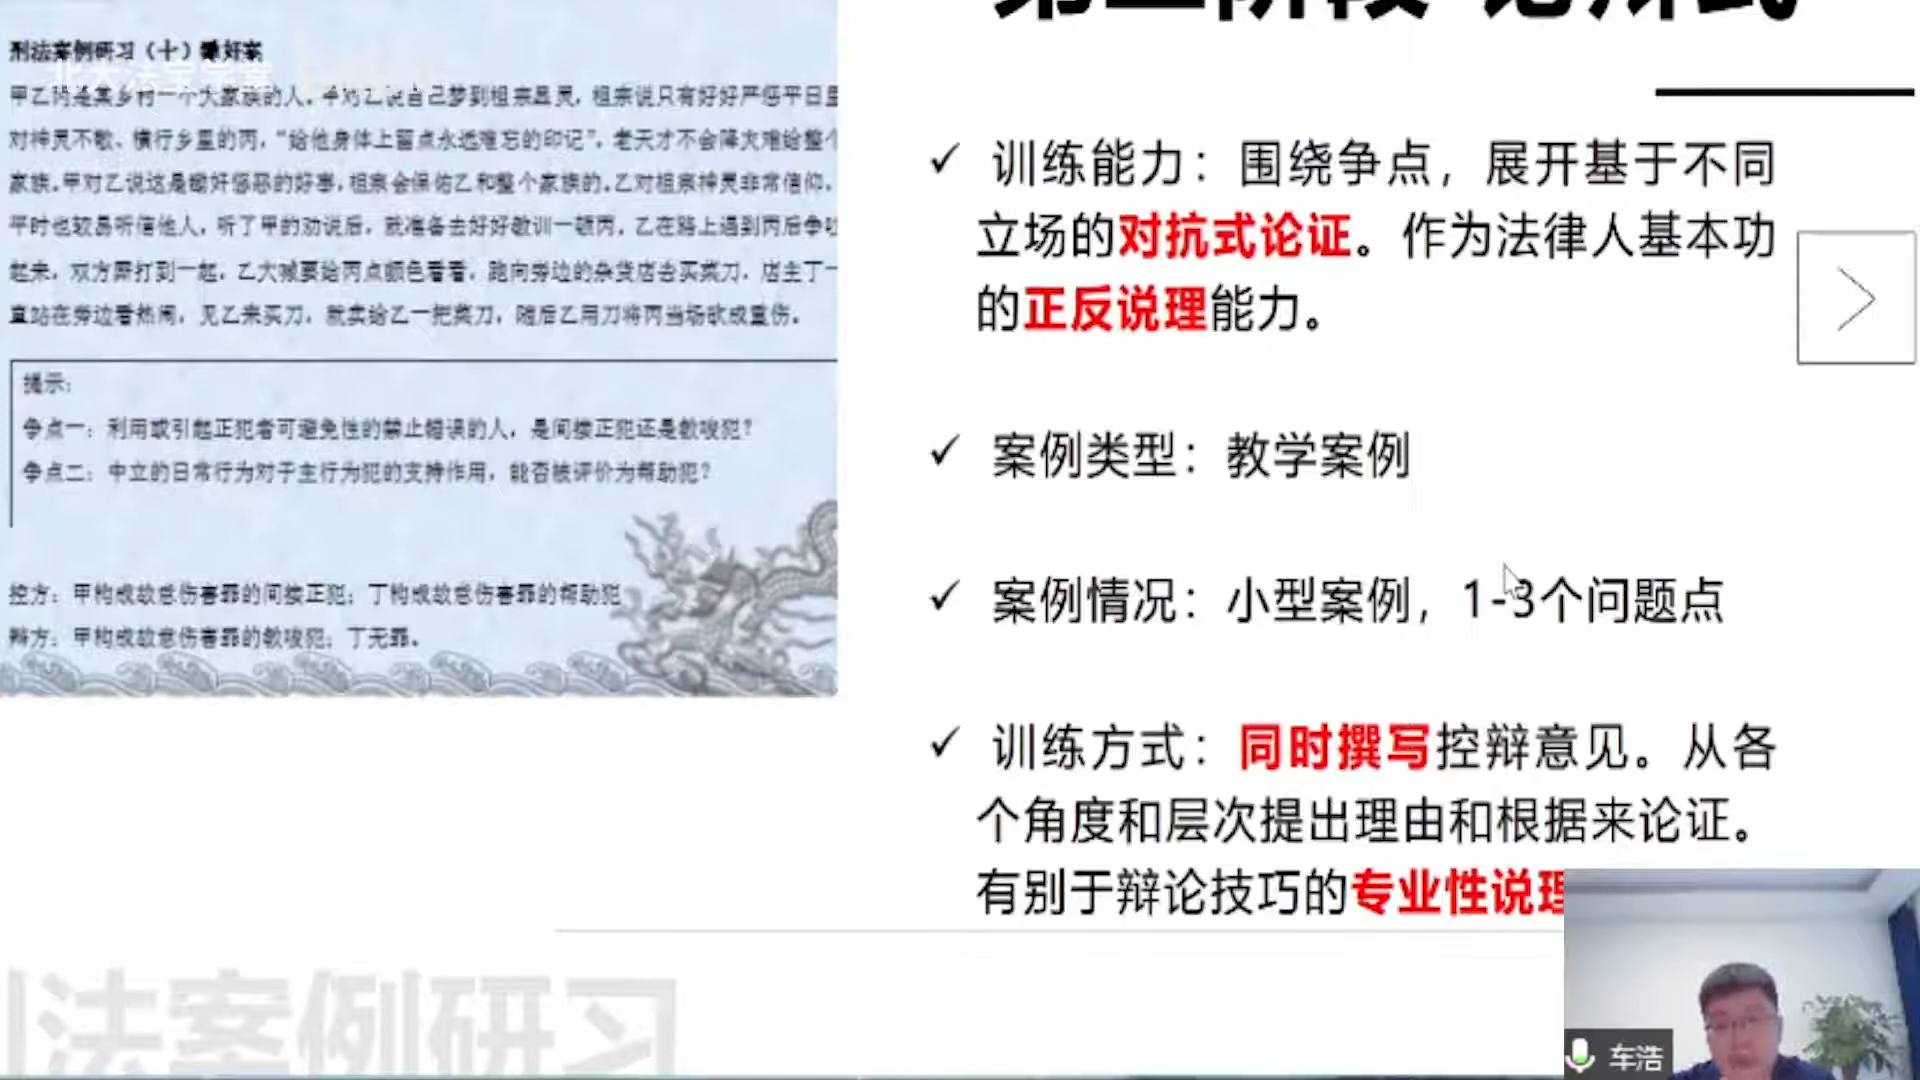 刑法案例研习（十）锄奸案
北大法宝学堂
甲乙丙是某乡村一个大家族的人。甲对乙说自己梦到祖宗显灵，祖宗说只有好好严惩平日里
对神灵不敬、横行乡里的丙，“给他身体上留点永远难忘的印记”，老天才不会降灾难给整个
家族。甲对乙说这是锄奸惩恶的好事，祖宗会保佑乙和整个家族的。乙对祖宗神灵非常信仰，
平时也较易听信他人，听了甲的劝说后，就准备去好好教训一顿丙。乙在路上遇到丙后争吵
起来，双方厮打到一起，乙大喊要给丙点颜色看看，跑向旁边的杂货店去买菜刀，店主丁一
直站在旁边看热闹，见乙来买刀，就卖给乙一把菜刀，随后乙用刀将丙当场砍成重伤。
提示：
争点一：利用或引起正犯者可避免性的禁止错误的人，是间接正犯还是教唆犯？
争点二：中立的日常行为对于主行为犯的支持作用，能否被评价为帮助犯？
控方：甲构成故意伤害罪的间接正犯；丁构成故意伤害罪的帮助犯
辩方：甲构成故意伤害罪的教唆犯；丁无罪。
✓ 训练能力：围绕争点，展开基于不同
立场的对抗式论证。作为法律人基本功
的正反说理能力。
✓ 案例类型：教学案例
✓ 案例情况：小型案例，1-3个问题点
✓ 训练方式：同时撰写控辩意见。从各
个角度和层次提出理由和根据来论证。
有别于辩论技巧的专业性说理
法案例研习
车浩